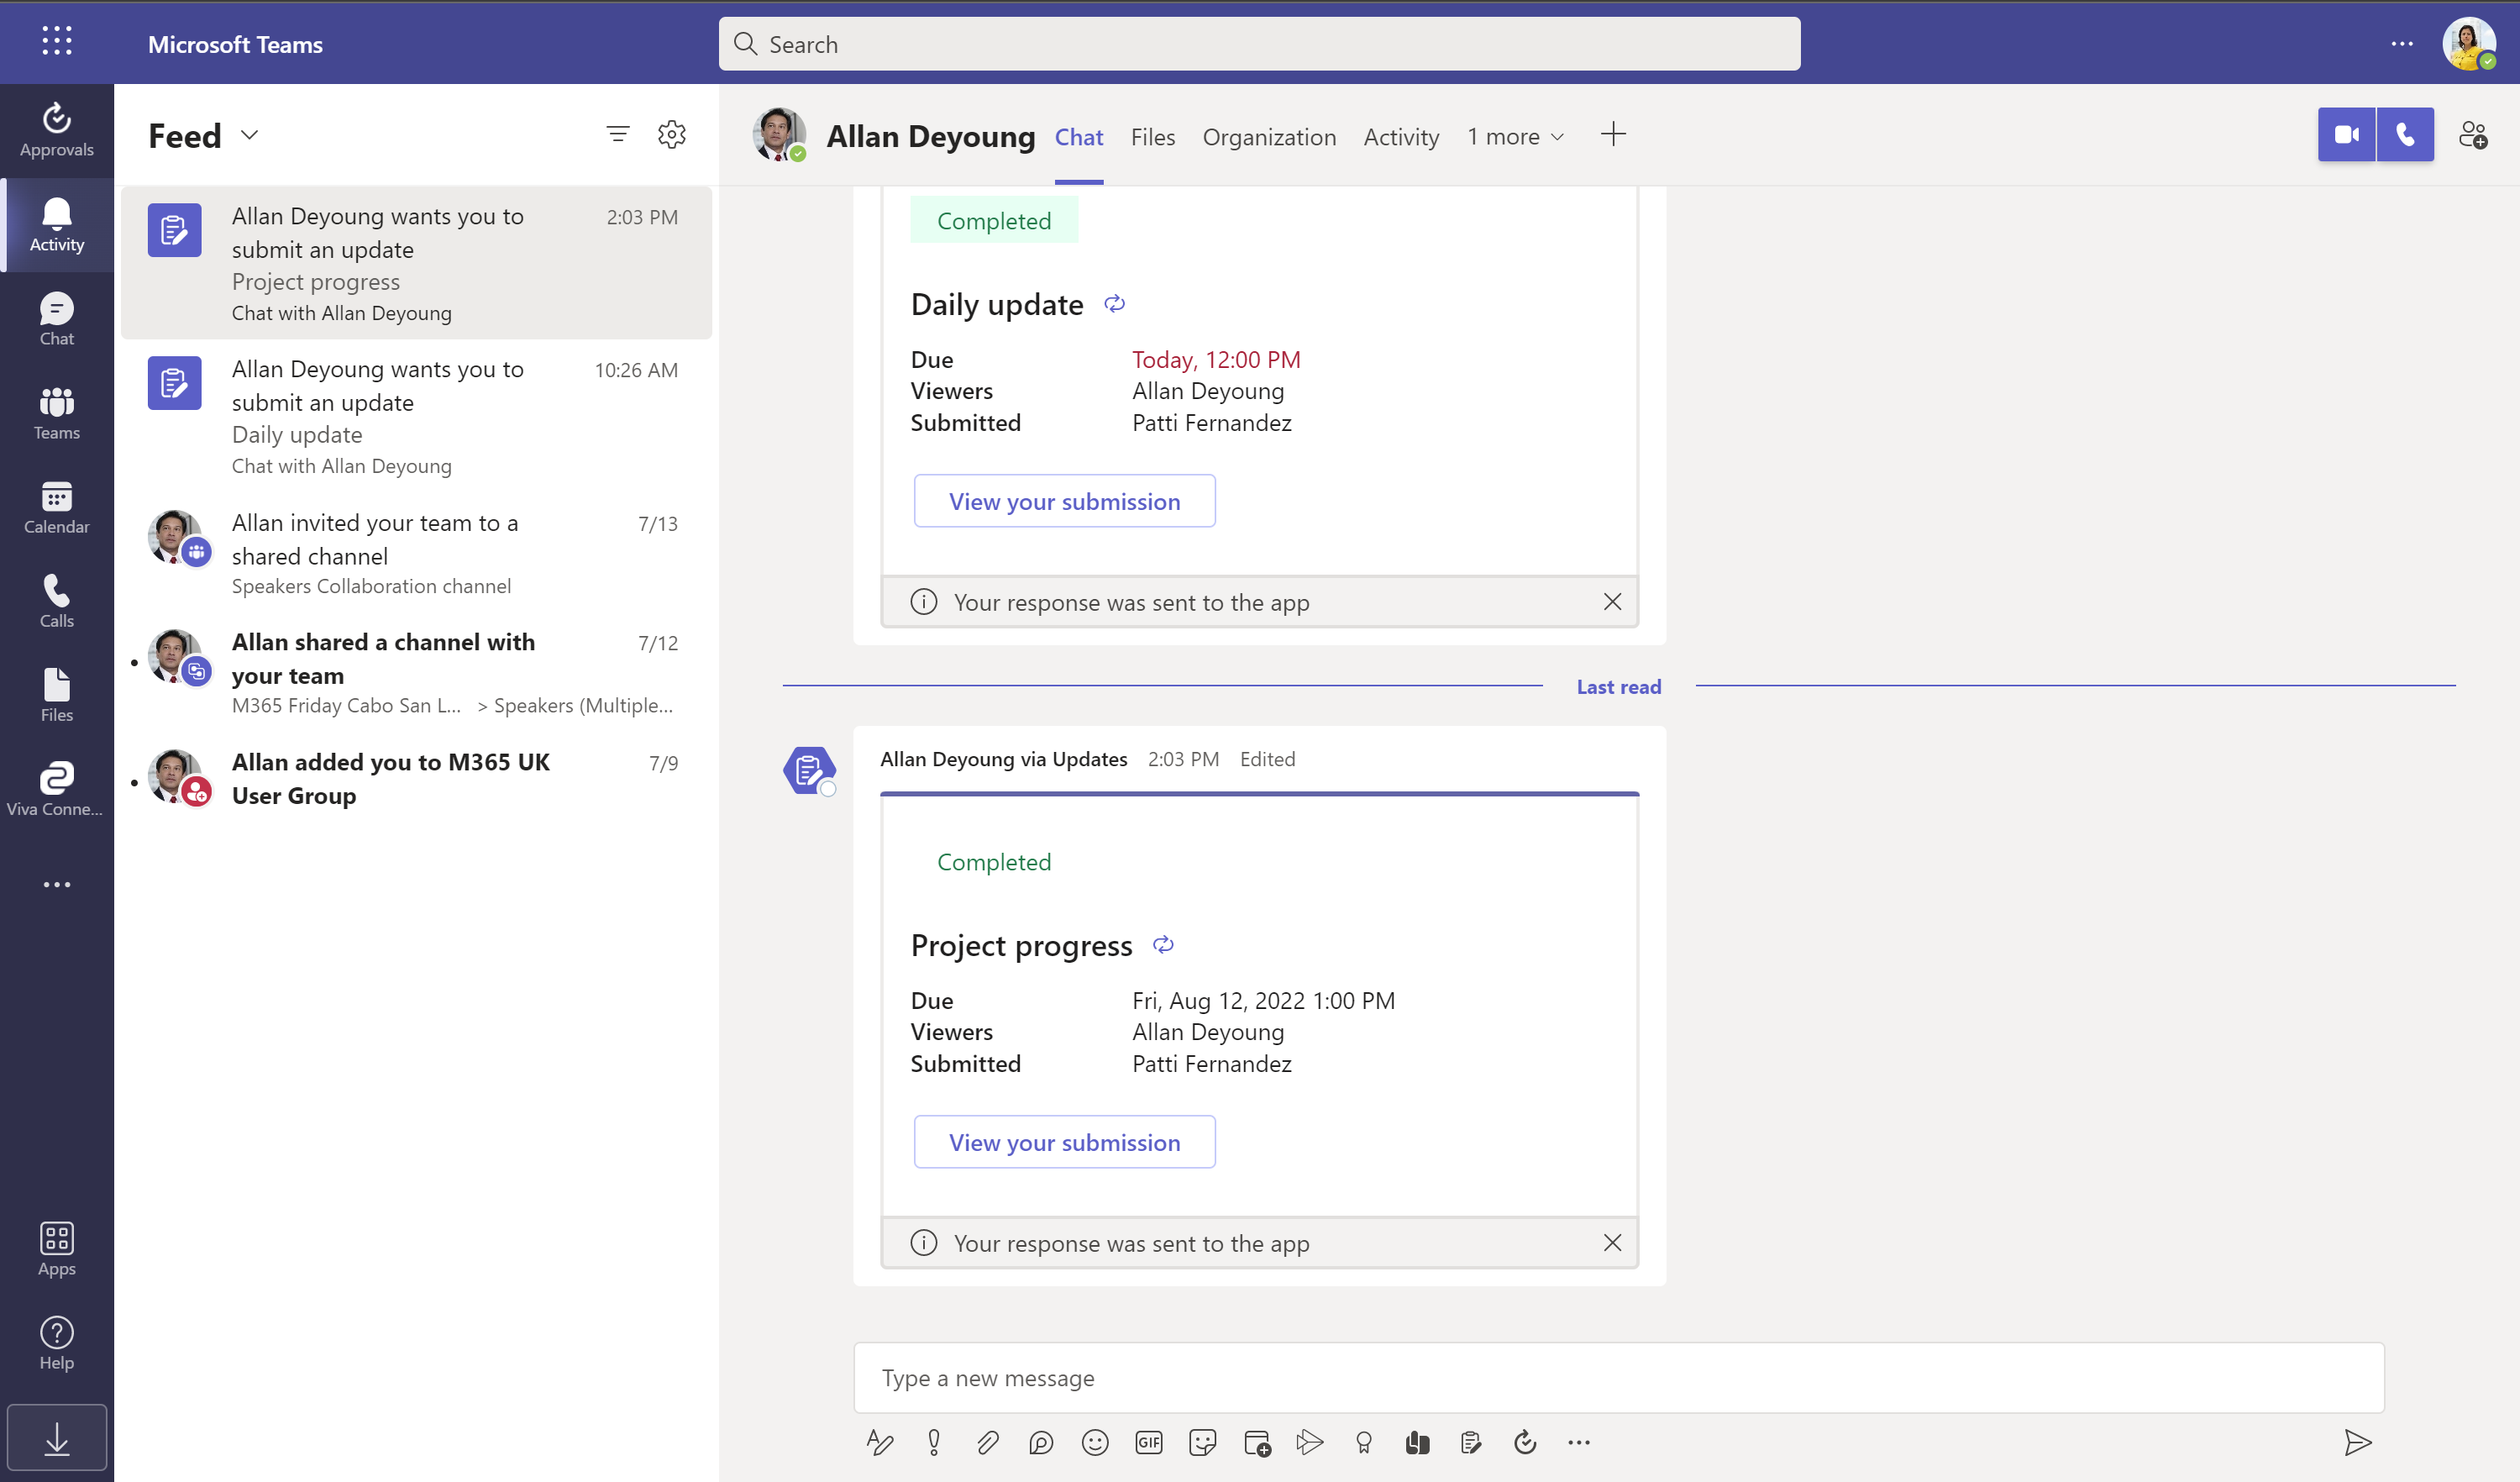 Microsoft Teams
Search
Approvals
Activity
Chat
Teams
Calendar
Calls
Files
Viva Conne...
Apps
Help
Feed
Allan Deyoung wants you to
submit an update
2:03 PM
Project progress
Chat with Allan Deyoung
Allan Deyoung wants you to
submit an update
10:26 AM
Daily update
Chat with Allan Deyoung
Allan invited your team to a
shared channel
7/13
Speakers Collaboration channel
Allan shared a channel with
your team
7/12
M365 Friday Cabo San L... > Speakers (Multiple...
Allan added you to M365 UK
User Group
7/9
Allan Deyoung Chat Files Organization Activity 1 more
Completed
Daily update
Due Today, 12:00 PM
Viewers Allan Deyoung
Submitted Patti Fernandez
View your submission
Your response was sent to the app
Last read
Allan Deyoung via Updates 2:03 PM Edited
Completed
Project progress
Due Fri, Aug 12, 2022 1:00 PM
Viewers Allan Deyoung
Submitted Patti Fernandez
View your submission
Your response was sent to the app
Type a new message
GIF